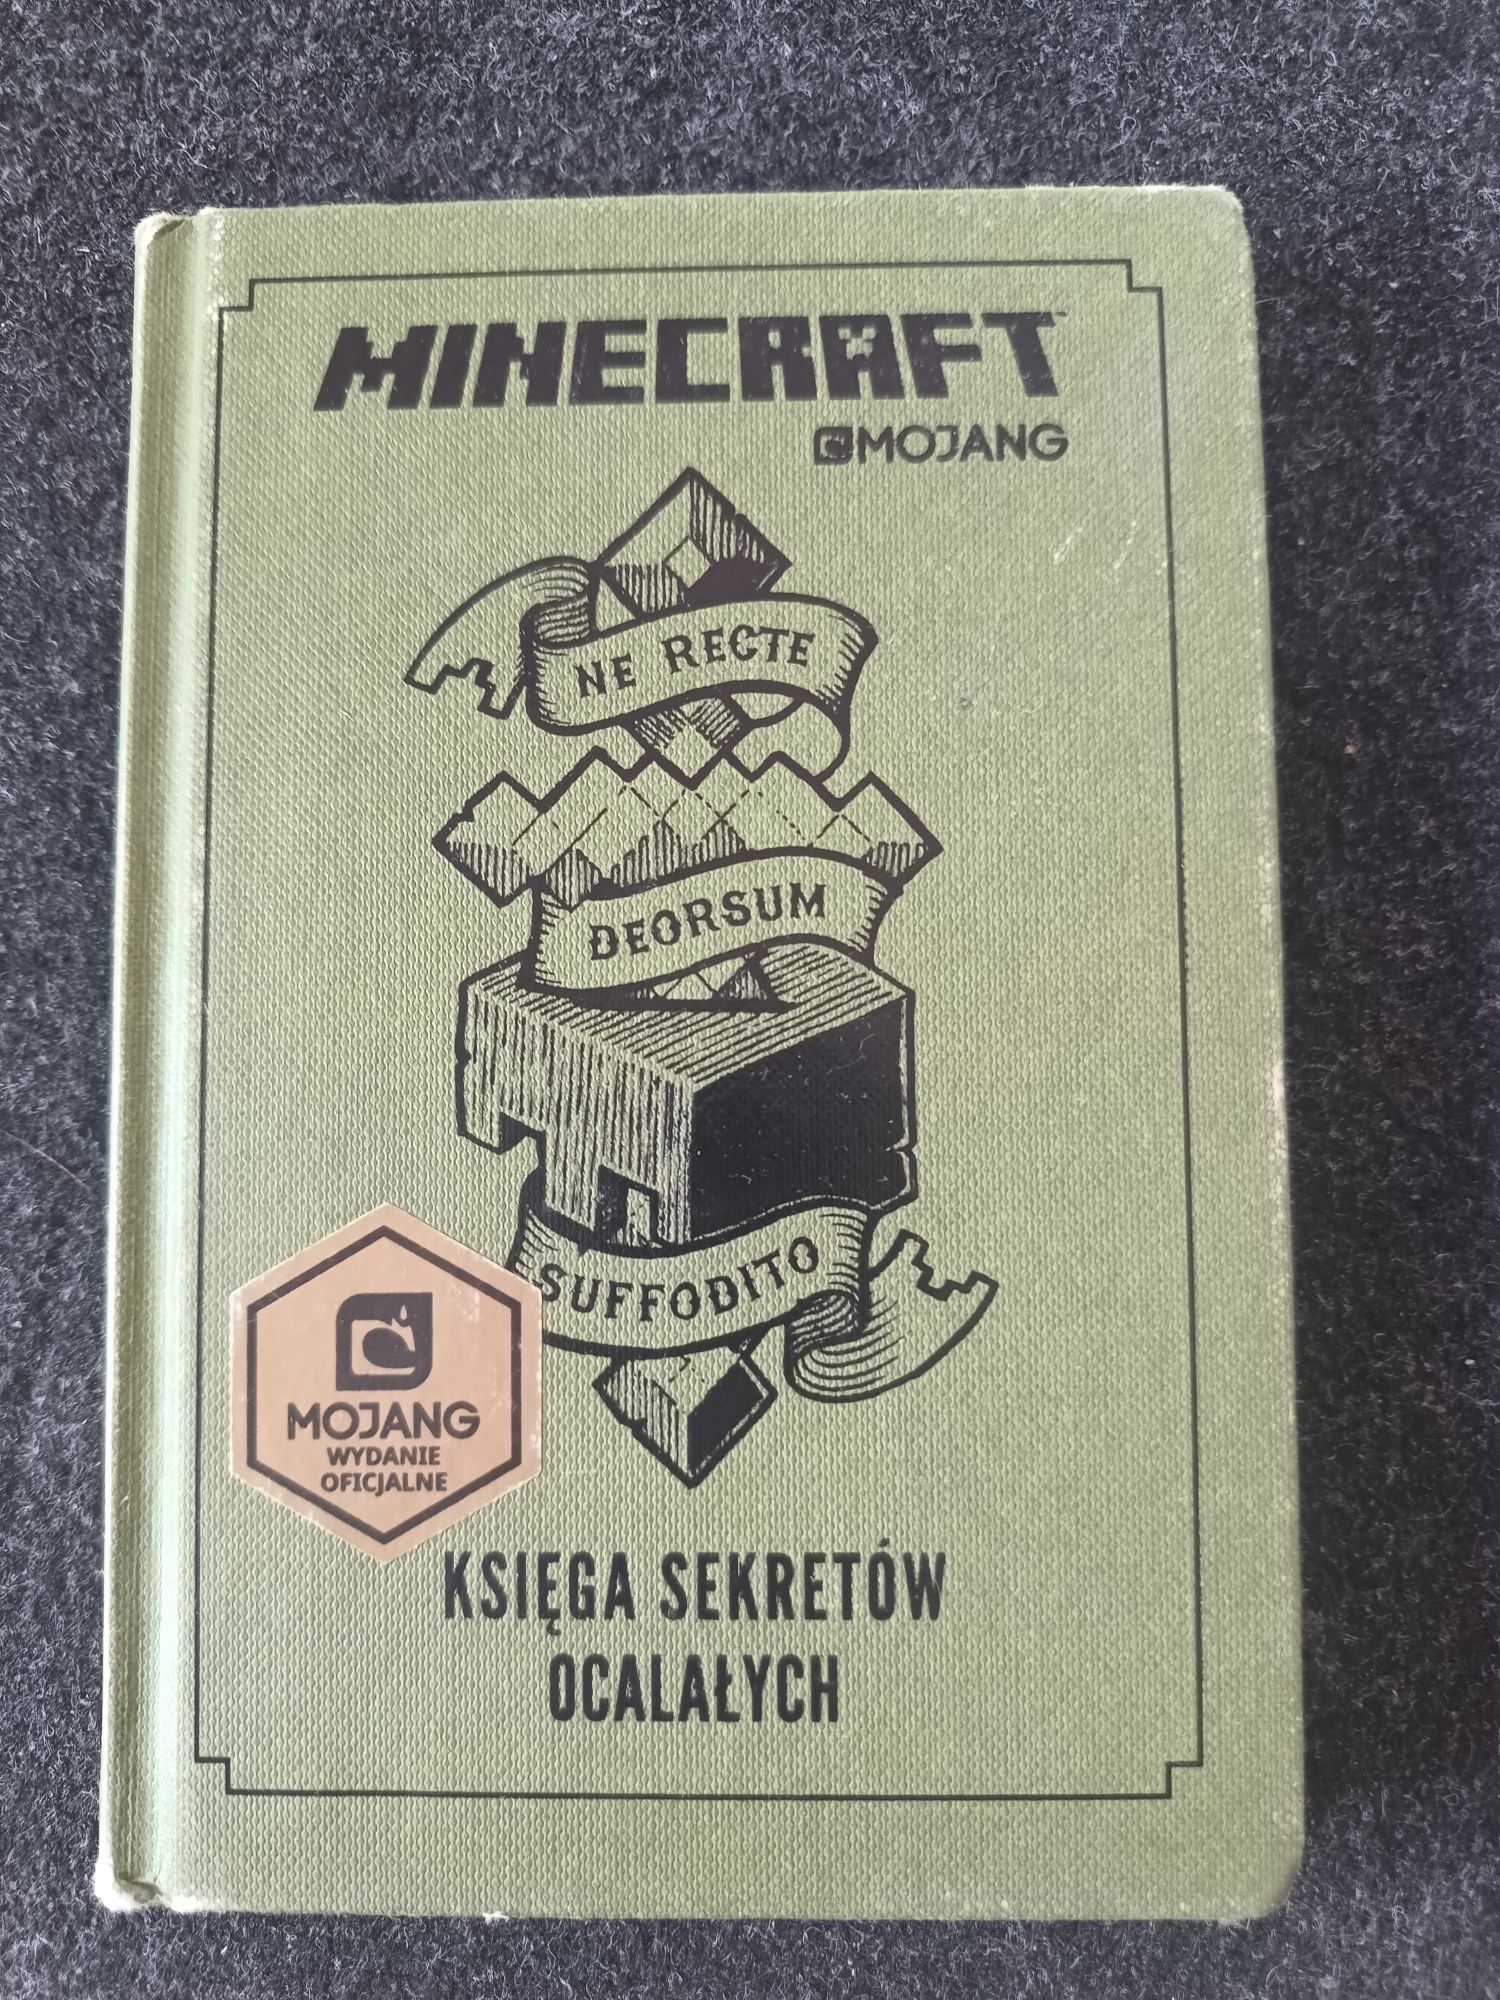 MINECRAFT
MOJANG
NE RECTE
DEORSUM
SUFFODITO
MOJANG
WYDANIE
OFICJALNE
KSIĘGA SEKRETÓW
OCALAŁYCH